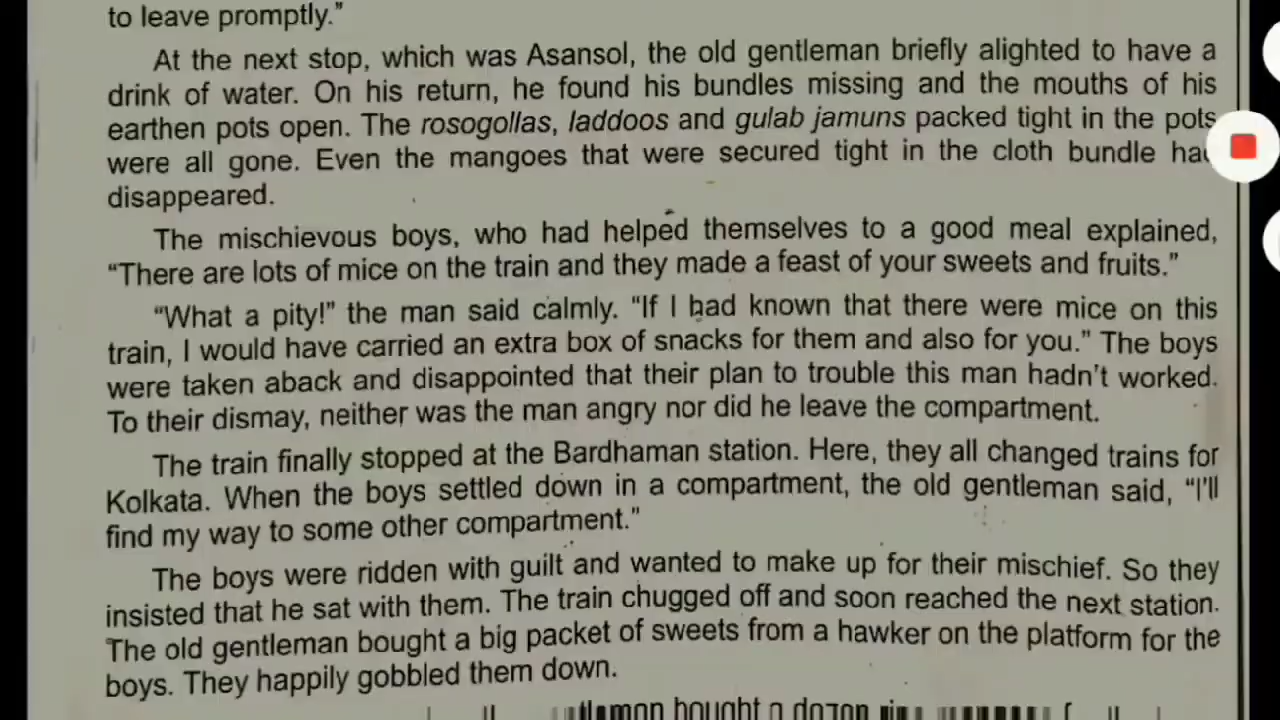 to leave promptly.”
At the next stop, which was Asansol, the old gentleman briefly alighted to have a
drink of water. On his return, he found his bundles missing and the mouths of his
earthen pots open. The rosogollas, laddoos and gulab jamuns packed tight in the pots
were all gone. Even the mangoes that were secured tight in the cloth bundle had
disappeared.
The mischievous boys, who had helped themselves to a good meal explained,
“There are lots of mice on the train and they made a feast of your sweets and fruits.”
“What a pity!” the man said calmly. “If I had known that there were mice on this
train, I would have carried an extra box of snacks for them and also for you.” The boys
were taken aback and disappointed that their plan to trouble this man hadn’t worked.
To their dismay, neither was the man angry nor did he leave the compartment.
The train finally stopped at the Bardhaman station. Here, they all changed trains for
Kolkata. When the boys settled down in a compartment, the old gentleman said, “I’ll
find my way to some other compartment.”
The boys were ridden with guilt and wanted to make up for their mischief. So they
insisted that he sat with them. The train chugged off and soon reached the next station.
The old gentleman bought a big packet of sweets from a hawker on the platform for the
boys. They happily gobbled them down.
bought a dozen